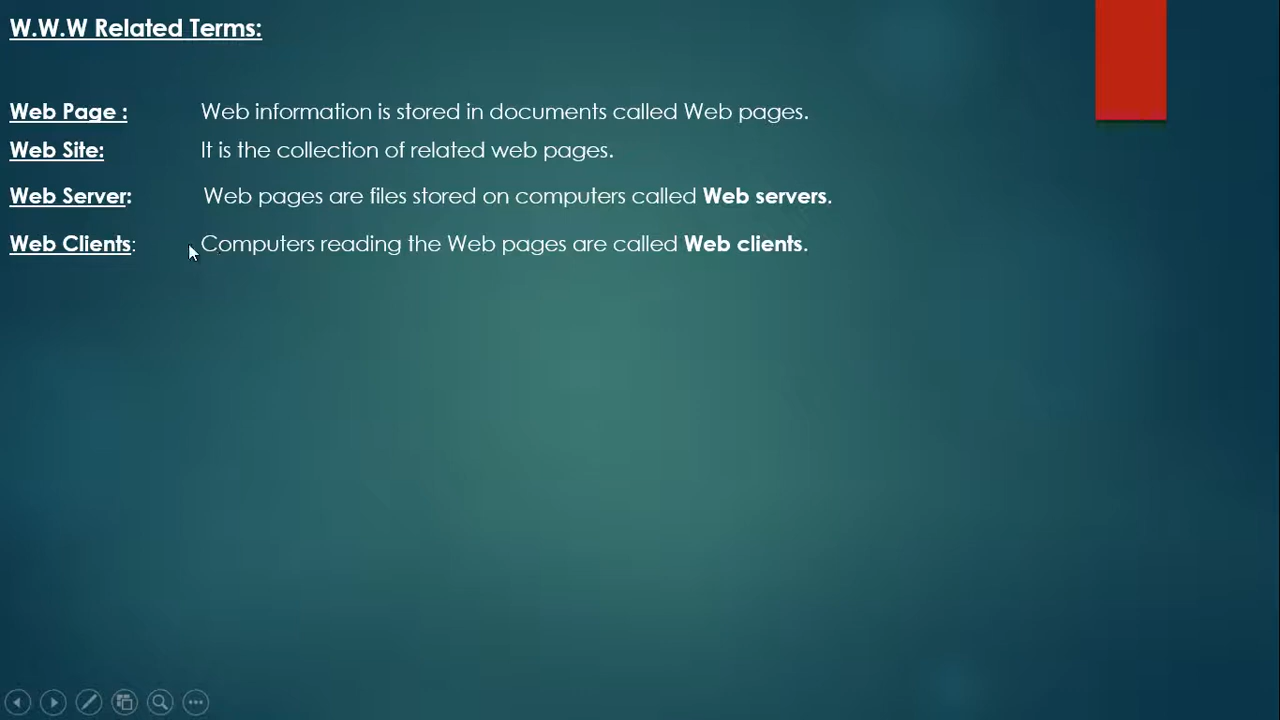 W.W.W Related Terms:
Web Page : Web information is stored in documents called Web pages.
Web Site: It is the collection of related web pages.
Web Server: Web pages are files stored on computers called Web servers.
Web Clients: Computers reading the Web pages are called Web clients.